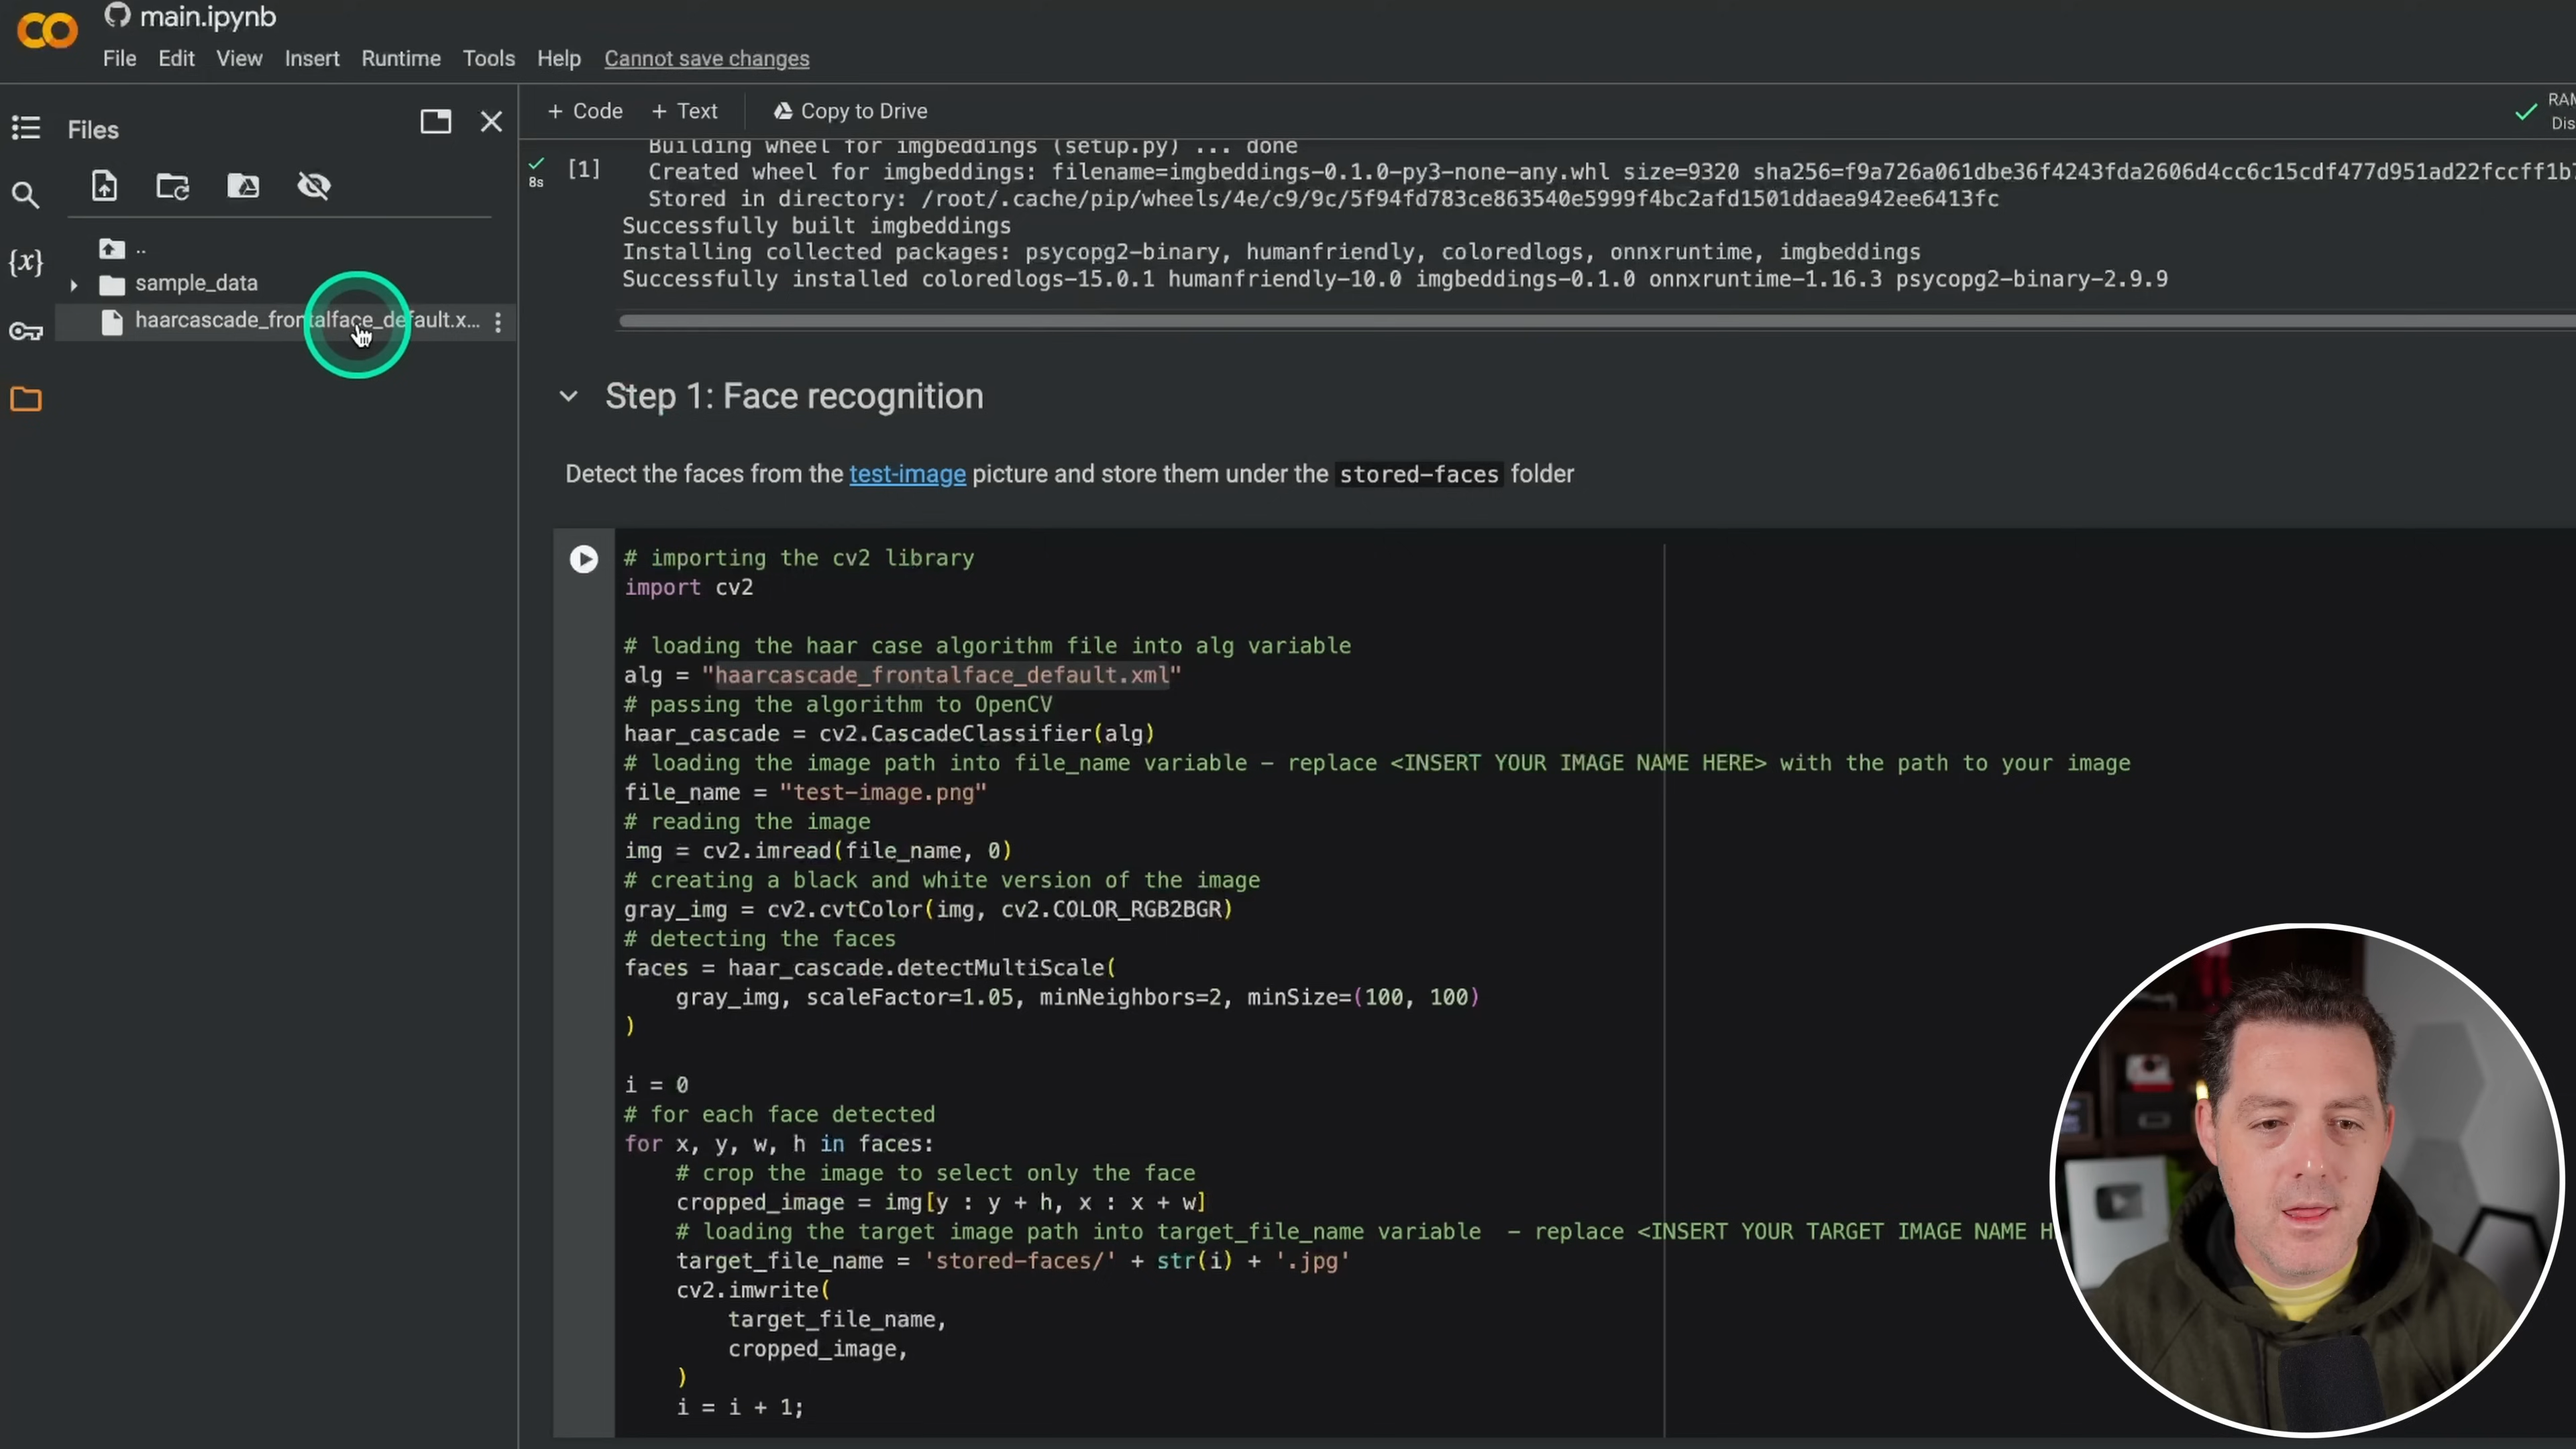 main.ipynb
File Edit View Insert Runtime Tools Help Cannot save changes
Files
+ Code + Text Copy to Drive
RAM
Dis
..
sample_data
haarcascade_frontalface_default.x...
{x}
8s
[1]
Building wheel for imgbeddings (setup.py) ... done
Created wheel for imgbeddings: filename=imgbeddings-0.1.0-py3-none-any.whl size=9320 sha256=f9a726a061dbe36f4243fda2606d4cc6c15cdf477d951ad22fccff1b7
Stored in directory: /root/.cache/pip/wheels/4e/c9/9c/5f94fd783ce863540e5999f4bc2afd1501ddaea942ee6413fc
Successfully built imgbeddings
Installing collected packages: psycopg2-binary, humanfriendly, coloredlogs, onnxruntime, imgbeddings
Successfully installed coloredlogs-15.0.1 humanfriendly-10.0 imgbeddings-0.1.0 onnxruntime-1.16.3 psycopg2-binary-2.9.9
Step 1: Face recognition
Detect the faces from the test-image picture and store them under the stored-faces folder
# importing the cv2 library
import cv2
# loading the haar case algorithm file into alg variable
alg = "haarcascade_frontalface_default.xml"
# passing the algorithm to OpenCV
haar_cascade = cv2.CascadeClassifier(alg)
# loading the image path into file_name variable – replace <INSERT YOUR IMAGE NAME HERE> with the path to your image
file_name = "test-image.png"
# reading the image
img = cv2.imread(file_name, 0)
# creating a black and white version of the image
gray_img = cv2.cvtColor(img, cv2.COLOR_RGB2BGR)
# detecting the faces
faces = haar_cascade.detectMultiScale(
gray_img, scaleFactor=1.05, minNeighbors=2, minSize=(100, 100)
)
i = 0
# for each face detected
for x, y, w, h in faces:
# crop the image to select only the face
cropped_image = img[y : y + h, x : x + w]
# loading the target image path into target_file_name variable – replace <INSERT YOUR TARGET IMAGE NAME H
target_file_name = 'stored-faces/' + str(i) + '.jpg'
cv2.imwrite(
target_file_name,
cropped_image,
)
i = i + 1;